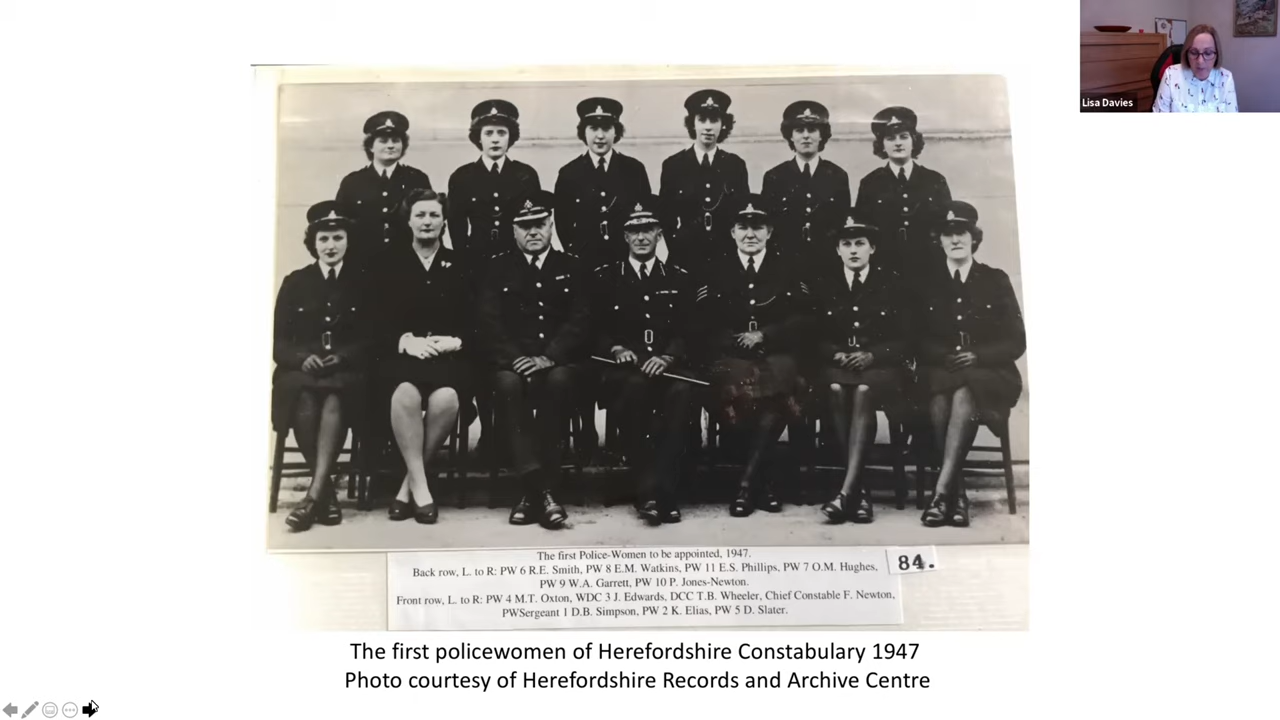 Lisa Davies
The first Police-Women to be appointed, 1947.
Back row, L. to R: PW 6 R.E. Smith, PW 8 E.M. Watkins, PW 11 E.S. Phillips, PW 7 O.M. Hughes,
PW 9 W.A. Garrett, PW 10 P. Jones-Newton.
Front row, L. to R: PW 4 M.T. Oxton, WDC 3 J. Edwards, DCC T.B. Wheeler, Chief Constable F. Newton,
PWSergeant 1 D.B. Simpson, PW 2 K. Elias, PW 5 D. Slater.
84.
The first policewomen of Herefordshire Constabulary 1947
Photo courtesy of Herefordshire Records and Archive Centre